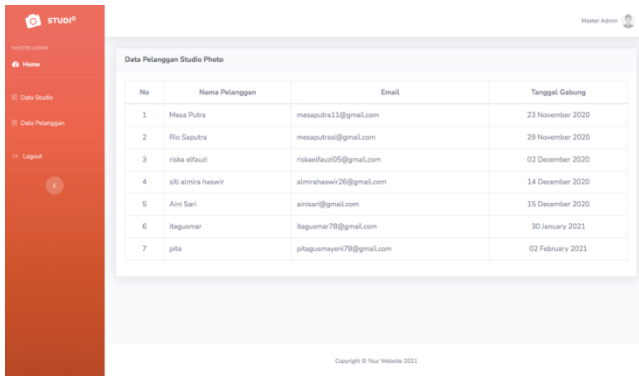 STUDIO
Master Admin
MASTER ADMIN
Home
Data Studio
Data Pelanggan
Logout
Data Pelanggan Studio Photo
No Nama Pelanggan Email Tanggal Gabung
1 Mesa Putra mesaputra11@gmail.com 23 November 2020
2 Rio Saputra mesaputrasi@gmail.com 29 November 2020
3 riska elfauzi riskaelfauzi05@gmail.com 02 December 2020
4 siti almira haswir almirahaswir26@gmail.com 14 December 2020
5 Aini Sari ainisari@gmail.com 15 December 2020
6 itagusmar itagusmar78@gmail.com 30 January 2021
7 pita pitagusmayeni78@gmail.com 02 February 2021
Copyright © Your Website 2021